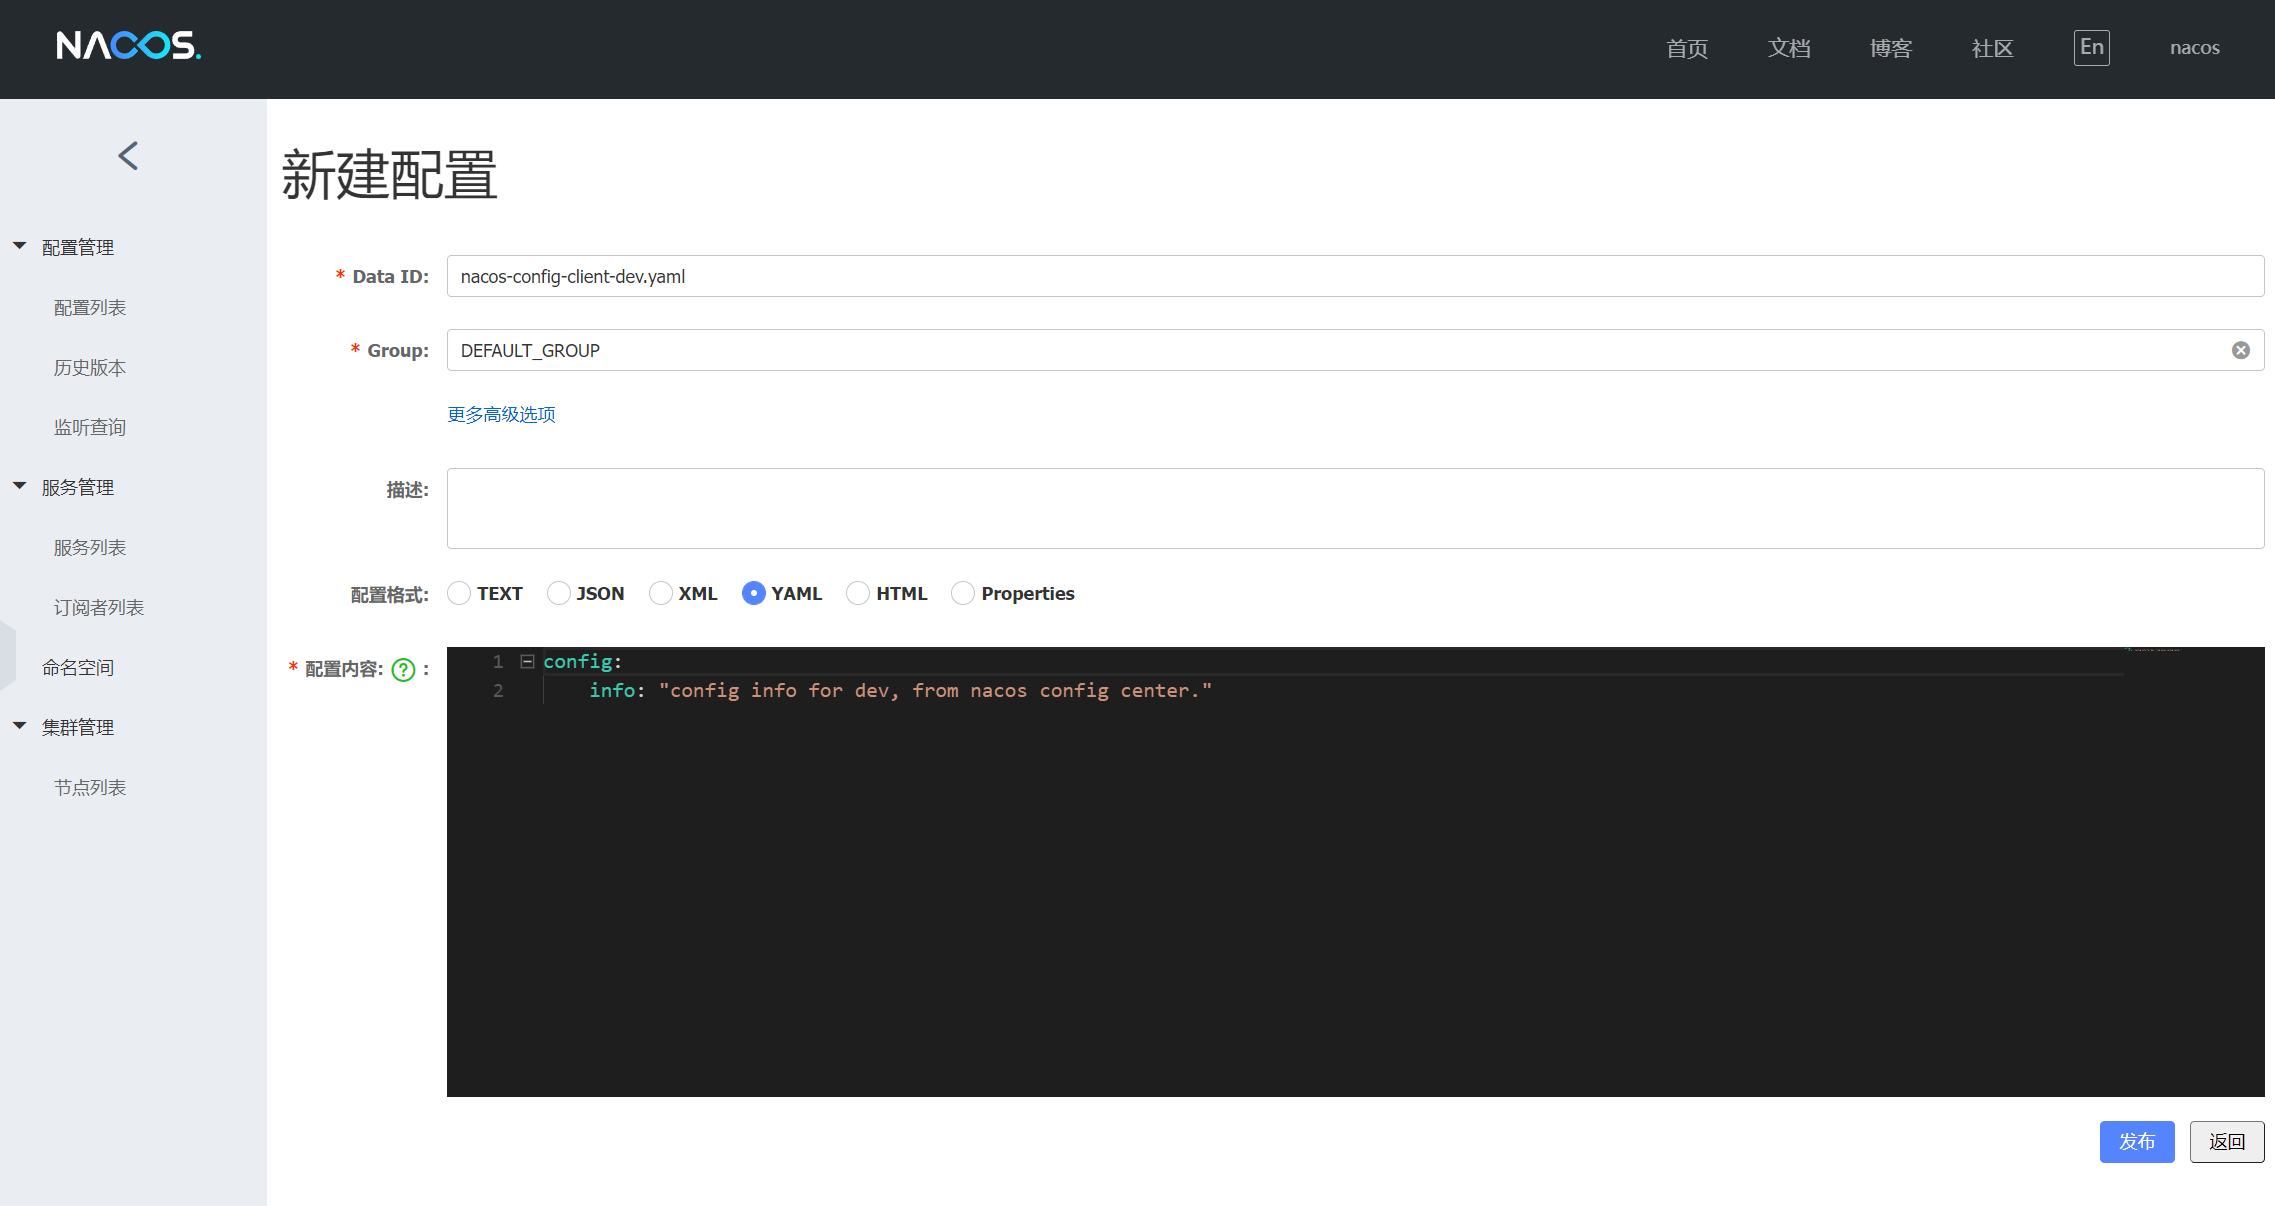 NACOS.
首页 文档 博客 社区 En nacos
新建配置
配置管理
配置列表
历史版本
监听查询
服务管理
服务列表
订阅者列表
命名空间
集群管理
节点列表
* Data ID: nacos-config-client-dev.yaml
* Group: DEFAULT_GROUP
更多高级选项
描述:
配置格式: TEXT JSON XML YAML HTML Properties
* 配置内容: ? :
1 config:
2 info: "config info for dev, from nacos config center."
发布 返回